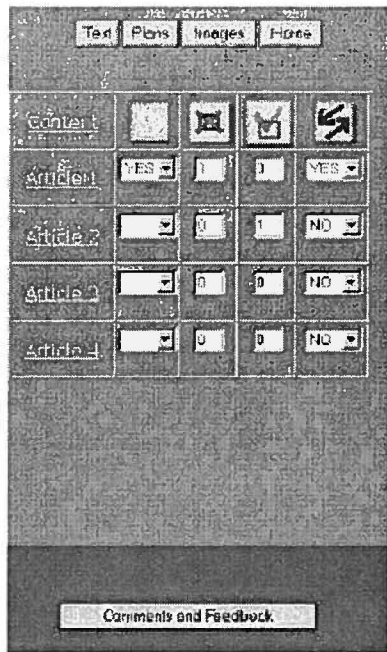 Text Plans Images Home
Content
Article 1 YES 1 0 YES
Article 2 0 1 NO
Article 3 0 0 NO
Article 4 0 0 NO
Comments and Feedback